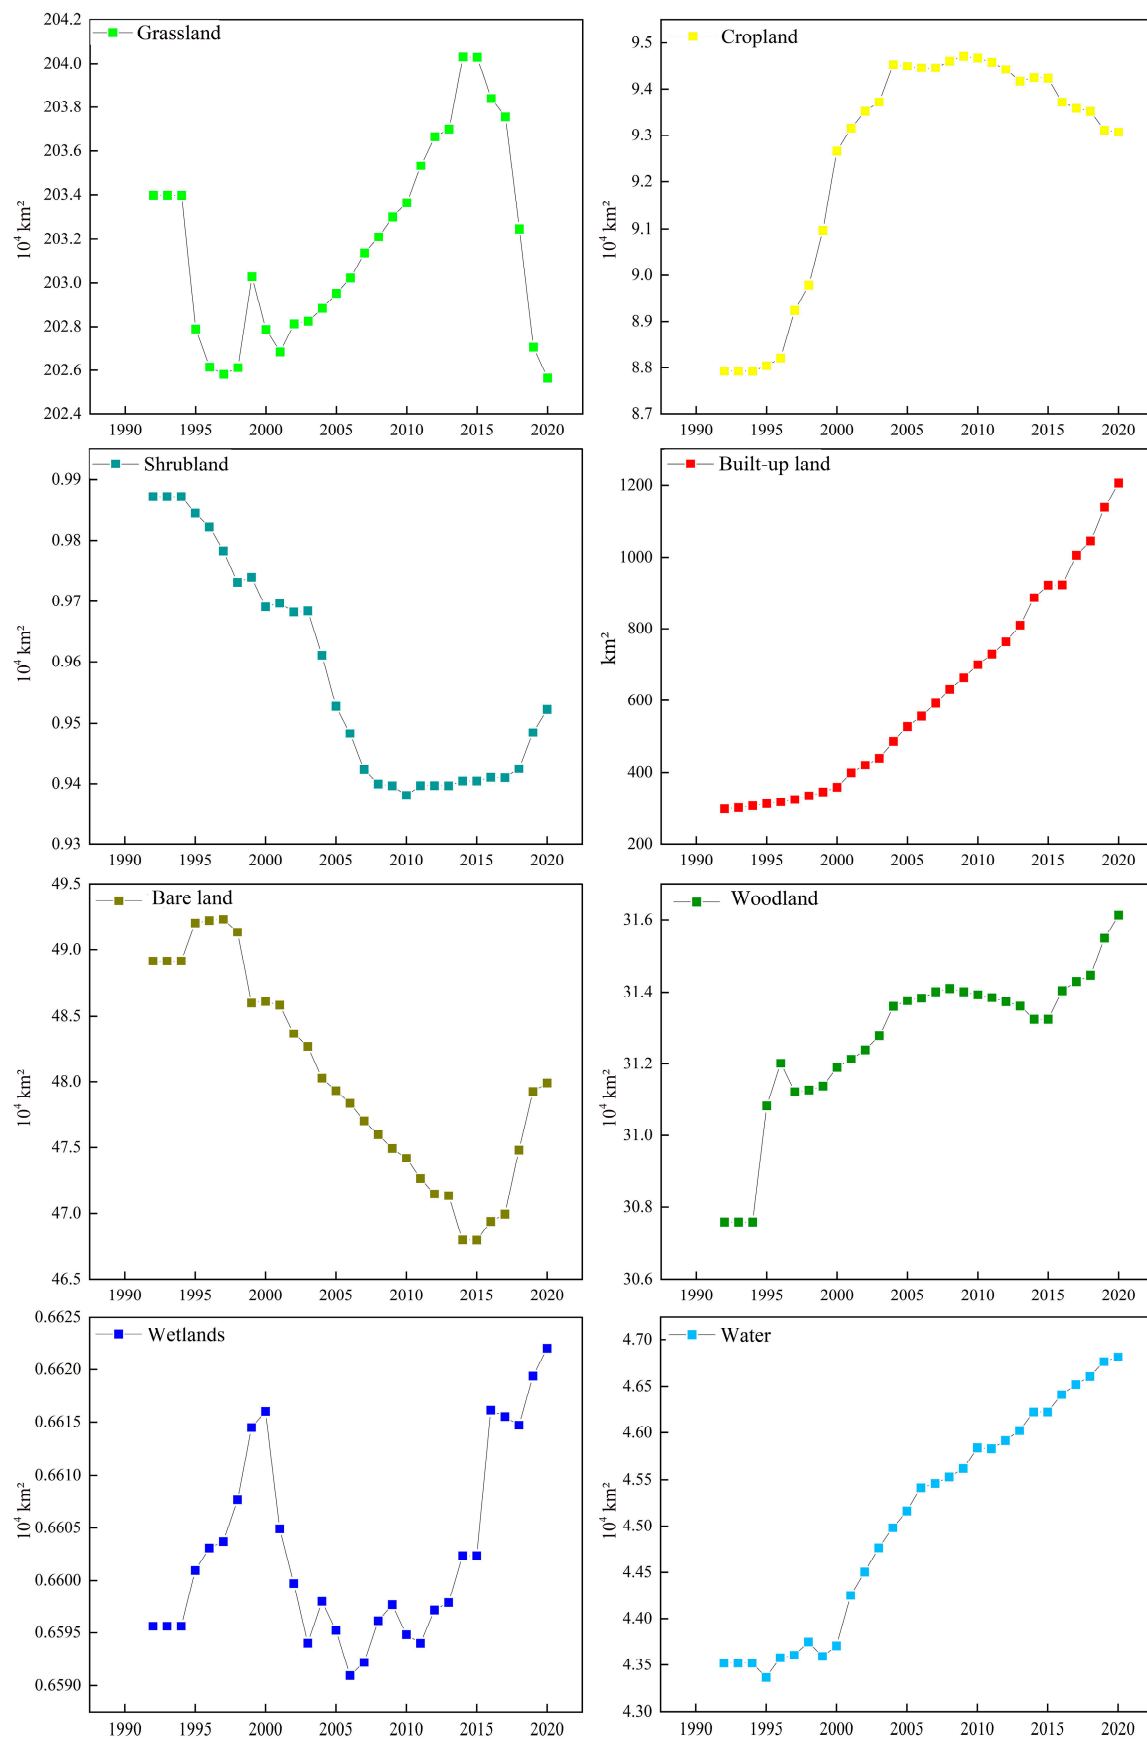 Grassland
10⁴ km²
204.2
204.0
203.8
203.6
203.4
203.2
203.0
202.8
202.6
202.4
1990 1995 2000 2005 2010 2015 2020
Cropland
10⁴ km²
9.5
9.4
9.3
9.2
9.1
9.0
8.9
8.8
8.7
1990 1995 2000 2005 2010 2015 2020
Shrubland
10⁴ km²
0.99
0.98
0.97
0.96
0.95
0.94
0.93
1990 1995 2000 2005 2010 2015 2020
Built-up land
km²
1200
1000
800
600
400
200
1990 1995 2000 2005 2010 2015 2020
Bare land
10⁴ km²
49.5
49.0
48.5
48.0
47.5
47.0
46.5
1990 1995 2000 2005 2010 2015 2020
Woodland
10⁴ km²
31.6
31.4
31.2
31.0
30.8
30.6
1990 1995 2000 2005 2010 2015 2020
Wetlands
10⁴ km²
0.6625
0.6620
0.6615
0.6610
0.6605
0.6600
0.6595
0.6590
1990 1995 2000 2005 2010 2015 2020
Water
10⁴ km²
4.70
4.65
4.60
4.55
4.50
4.45
4.40
4.35
4.30
1990 1995 2000 2005 2010 2015 2020